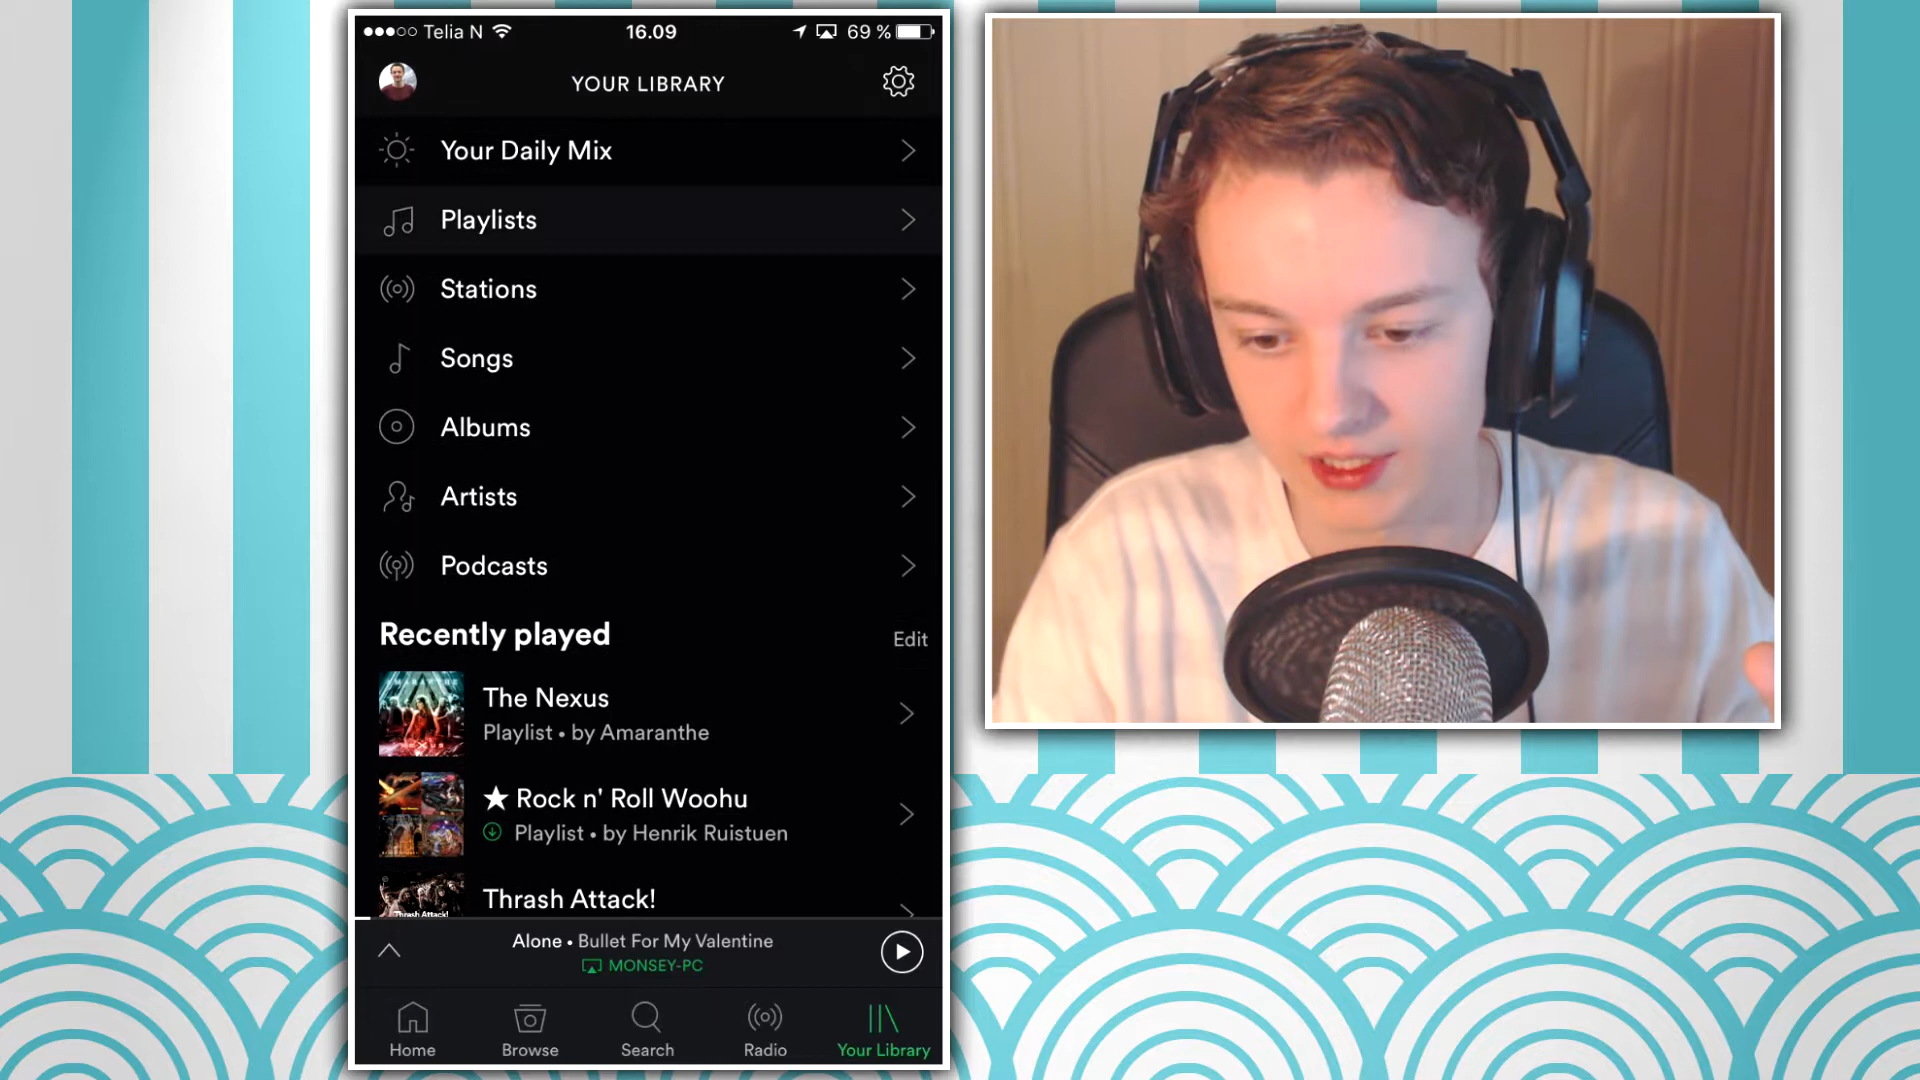 Telia N 16.09 69 %
YOUR LIBRARY
Your Daily Mix
Playlists
Stations
Songs
Albums
Artists
Podcasts
Recently played Edit
The Nexus
Playlist • by Amaranthe
★ Rock n' Roll Woohu
Playlist • by Henrik Ruistuen
Thrash Attack!
Thrash Attack!
Alone • Bullet For My Valentine
MONSEY-PC
Home Browse Search Radio Your Library